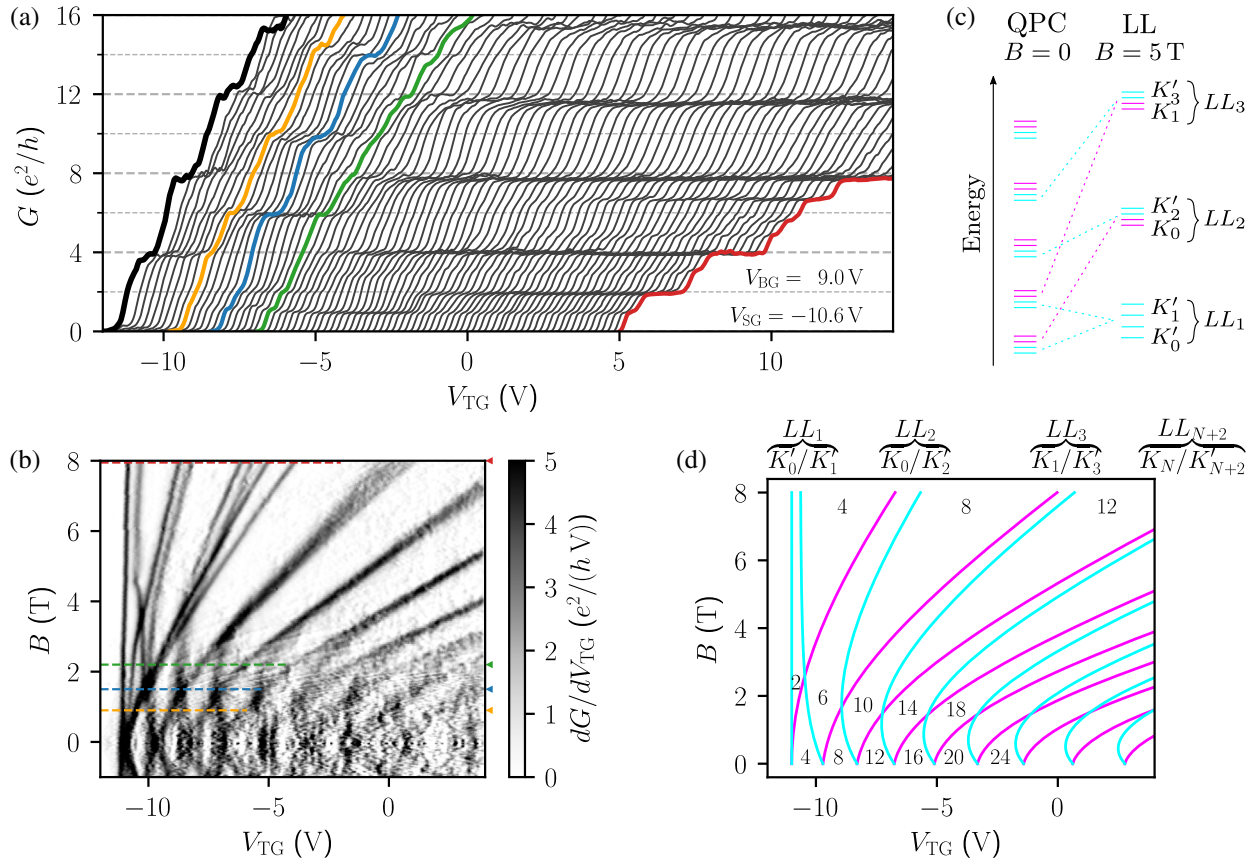 (a)
16
12
8
4
0
G (e²/h)
V_BG = 9.0 V
V_SG = −10.6 V
−10
−5
0
5
10
V_TG (V)
(c)
QPC
B = 0
LL
B = 5 T
Energy
K′₃
K₁
} LL₃
K′₂
K₀
} LL₂
K′₁
K′₀
} LL₁
(b)
8
6
4
2
0
B (T)
−10
−5
0
V_TG (V)
5
4
3
2
1
0
dG/dV_TG (e²/(h V))
(d)
LL₁
K′₀/K′₁
LL₂
K₀/K′₂
LL₃
K₁/K′₃
LL_{N+2}
K_N/K′_{N+2}
8
6
4
2
0
B (T)
4
8
12
2
6
10
14
18
4
8
12
16
20
24
−10
−5
0
V_TG (V)